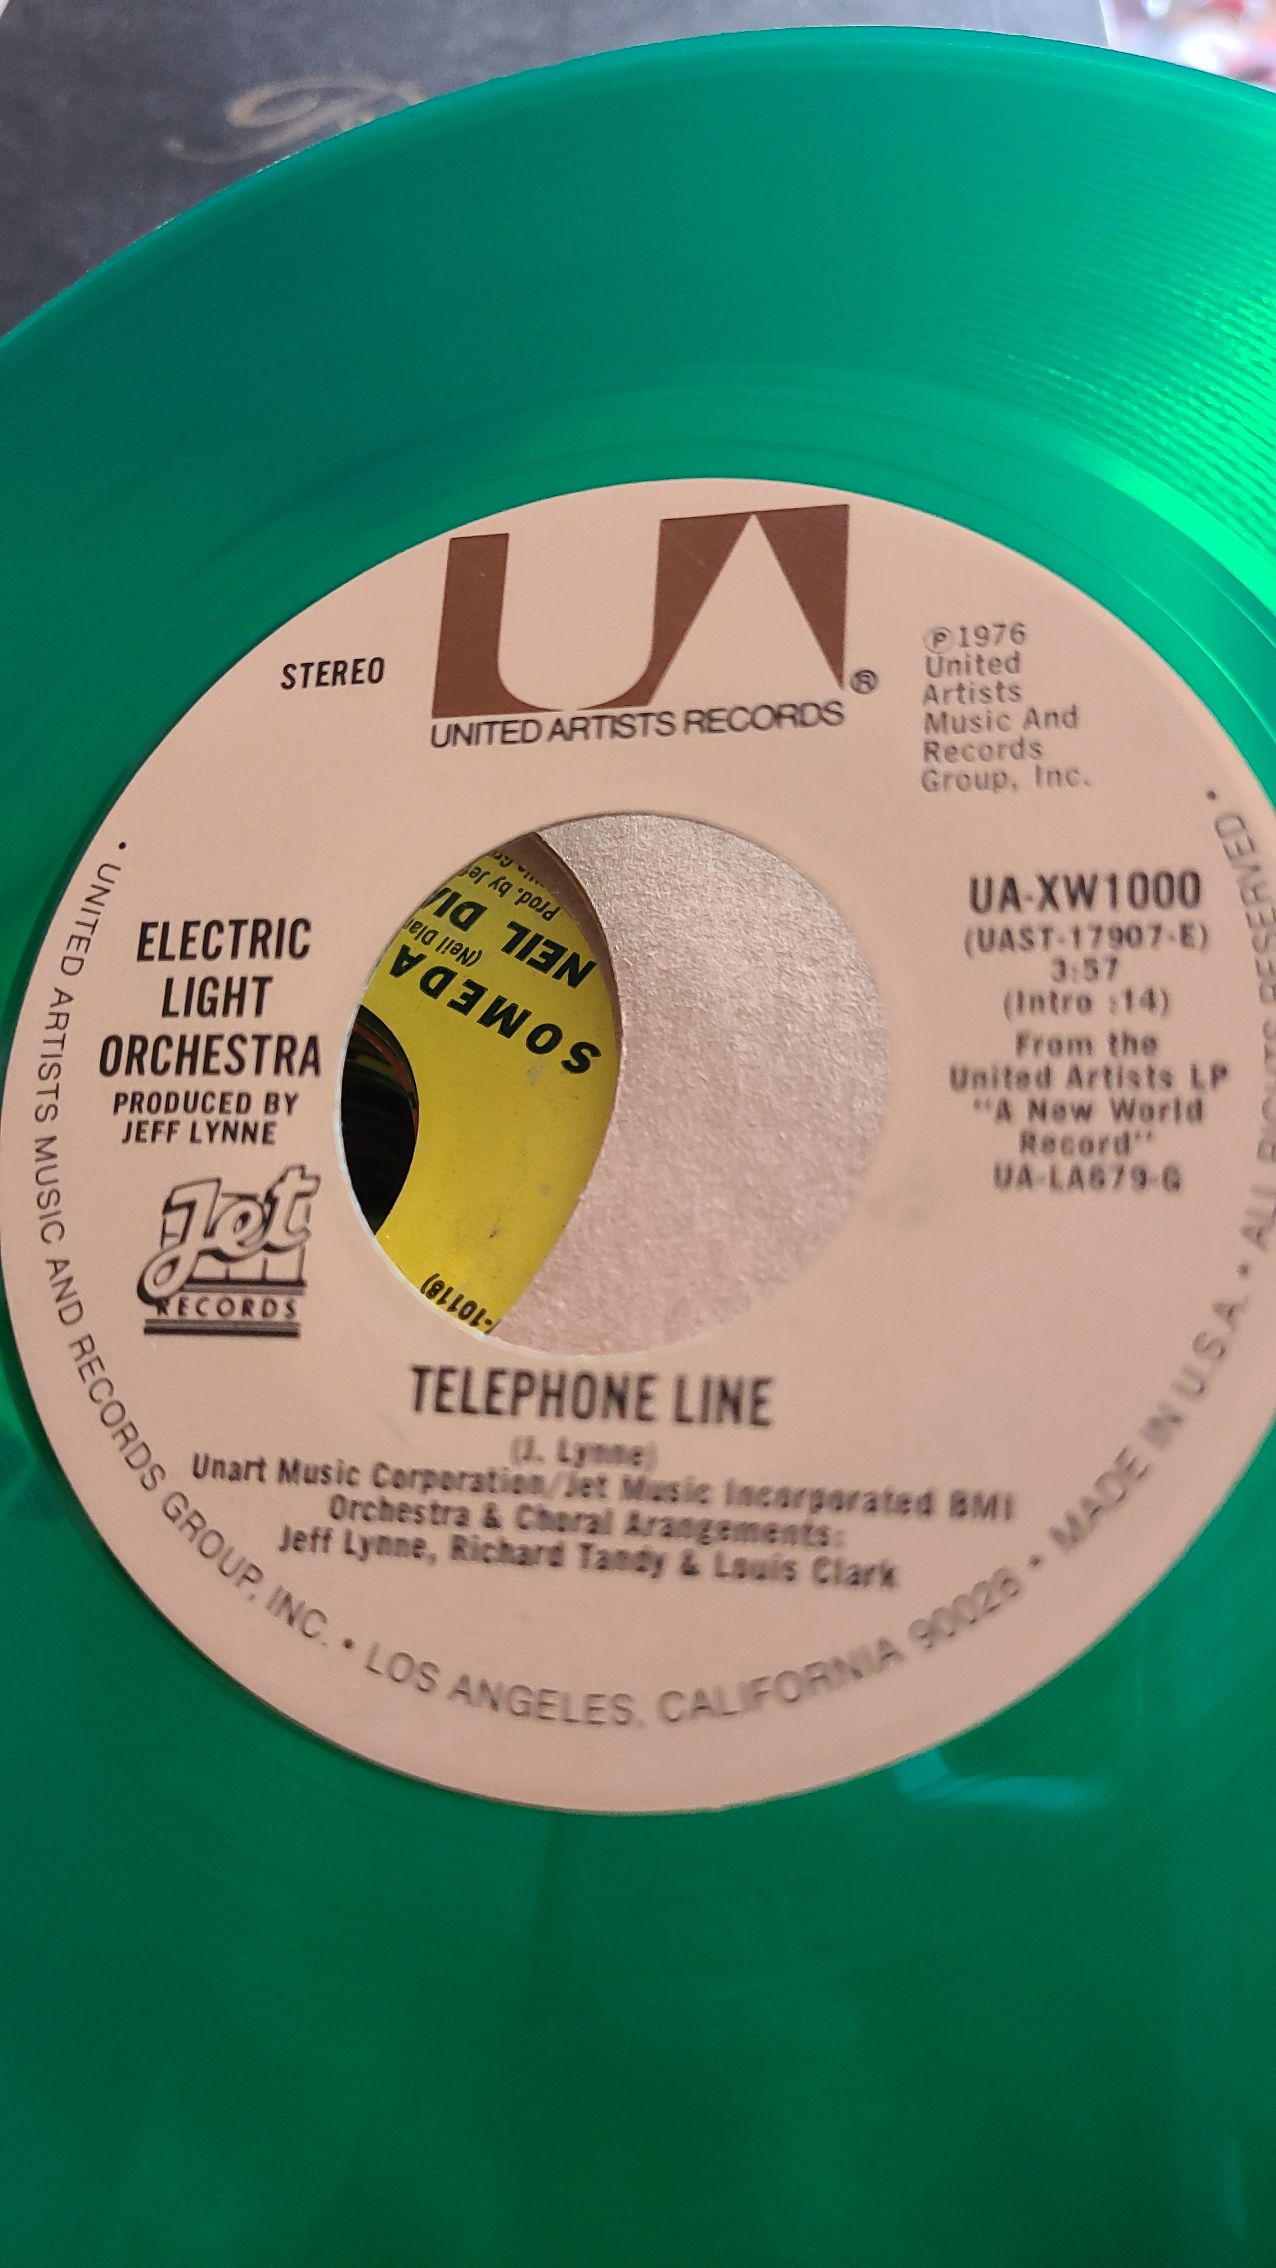 STEREO
UA®
UNITED ARTISTS RECORDS
℗1976
United
Artists
Music And
Records
Group, Inc.
ELECTRIC
LIGHT
ORCHESTRA
PRODUCED BY
JEFF LYNNE
Jet
RECORDS
UA-XW1000
(UAST-17907-E)
3:57
(Intro :14)
From the
United Artists LP
"A New World
Record"
UA-LA679-G
TELEPHONE LINE
(J. Lynne)
Unart Music Corporation/Jet Music Incorporated BMI
Orchestra & Choral Arangements:
Jeff Lynne, Richard Tandy & Louis Clark
• UNITED ARTISTS MUSIC AND RECORDS GROUP, INC. • LOS ANGELES, CALIFORNIA 90026 • MADE IN U.S.A. • ALL RIGHTS RESERVED •
SOMEDA
(Neil Diam
NEIL DIA
Prod. by Jef
-10118)